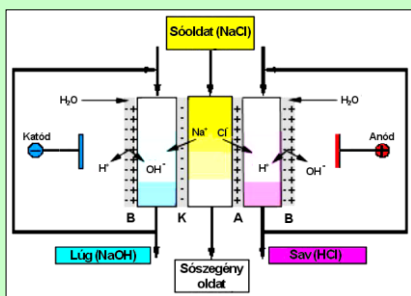 Sóoldat (NaCl)
H₂O
H₂O
Katód
Anód
Na⁺
Cl⁻
H⁺
OH⁻
H⁺
OH⁻
B
K
A
B
Lúg (NaOH)
Sav (HCl)
Sószegény
oldat